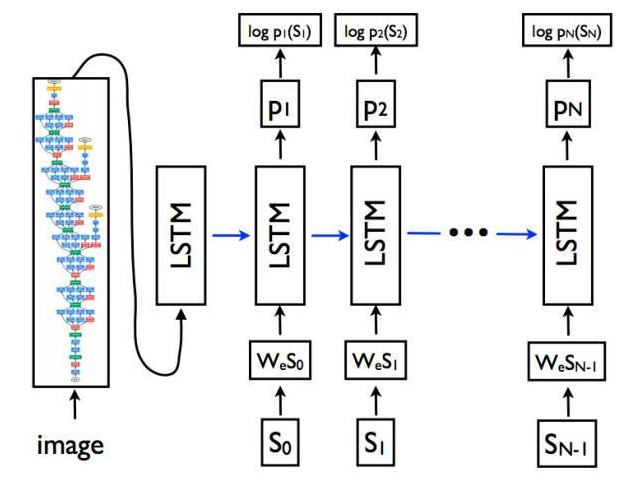 log p₁(S₁) log p₂(S₂) log pN(SN)
p₁ p₂ pN
LSTM LSTM LSTM LSTM
WeS₀ WeS₁ WeSN-1
image S₀ S₁ SN-1